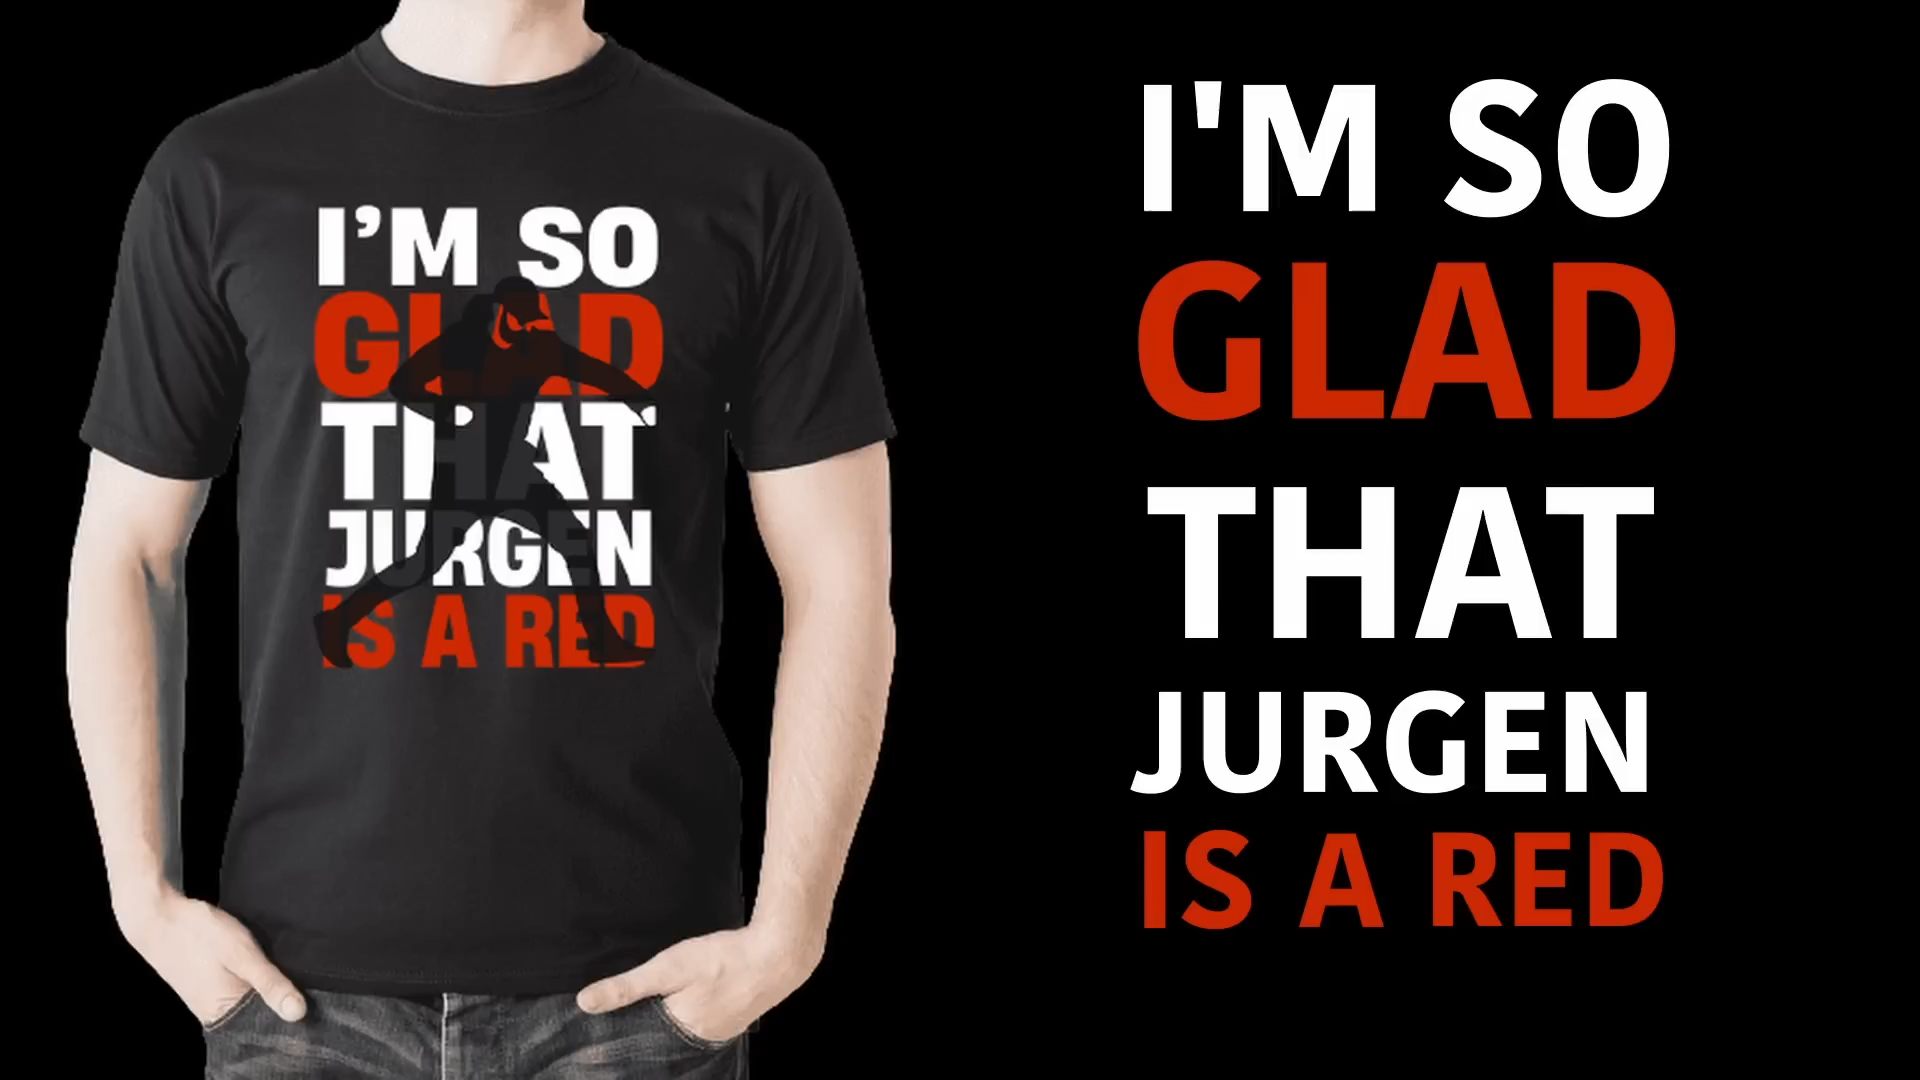 I'M SO
GLAD
THAT
JURGEN
IS A RED
I'M SO
GLAD
THAT
JURGEN
IS A RED